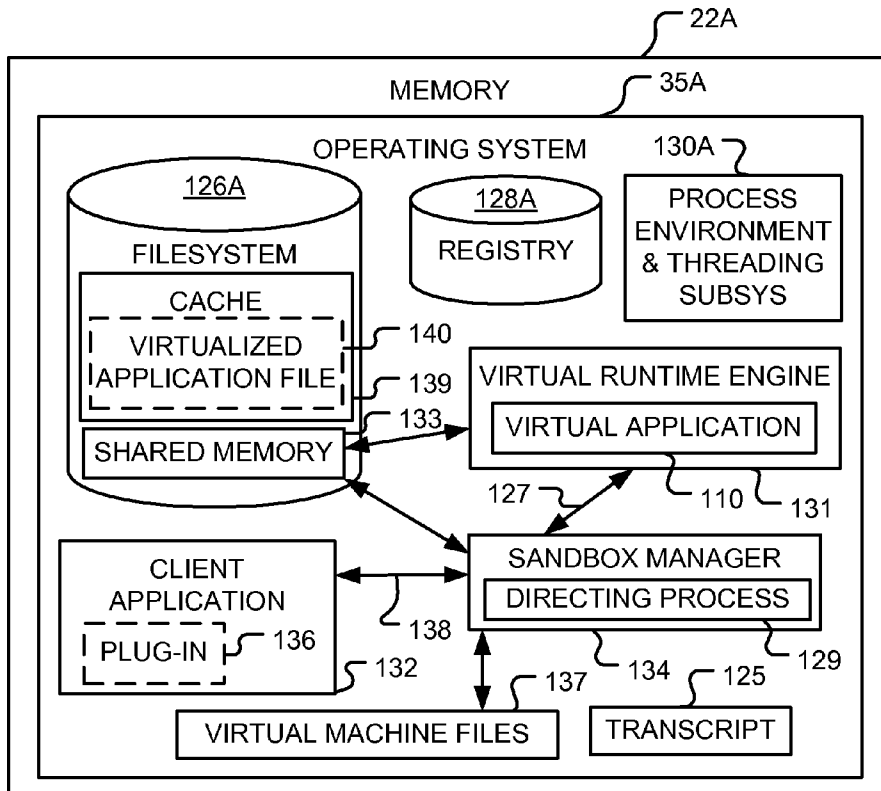 22A
MEMORY
35A
OPERATING SYSTEM
130A
126A
128A
PROCESS
ENVIRONMENT
& THREADING
SUBSYS
FILESYSTEM
REGISTRY
CACHE
VIRTUALIZED
APPLICATION FILE
140
139
VIRTUAL RUNTIME ENGINE
VIRTUAL APPLICATION
133
SHARED MEMORY
127
110
131
SANDBOX MANAGER
DIRECTING PROCESS
CLIENT
APPLICATION
PLUG-IN
136
138
132
137
134
125
129
VIRTUAL MACHINE FILES
TRANSCRIPT